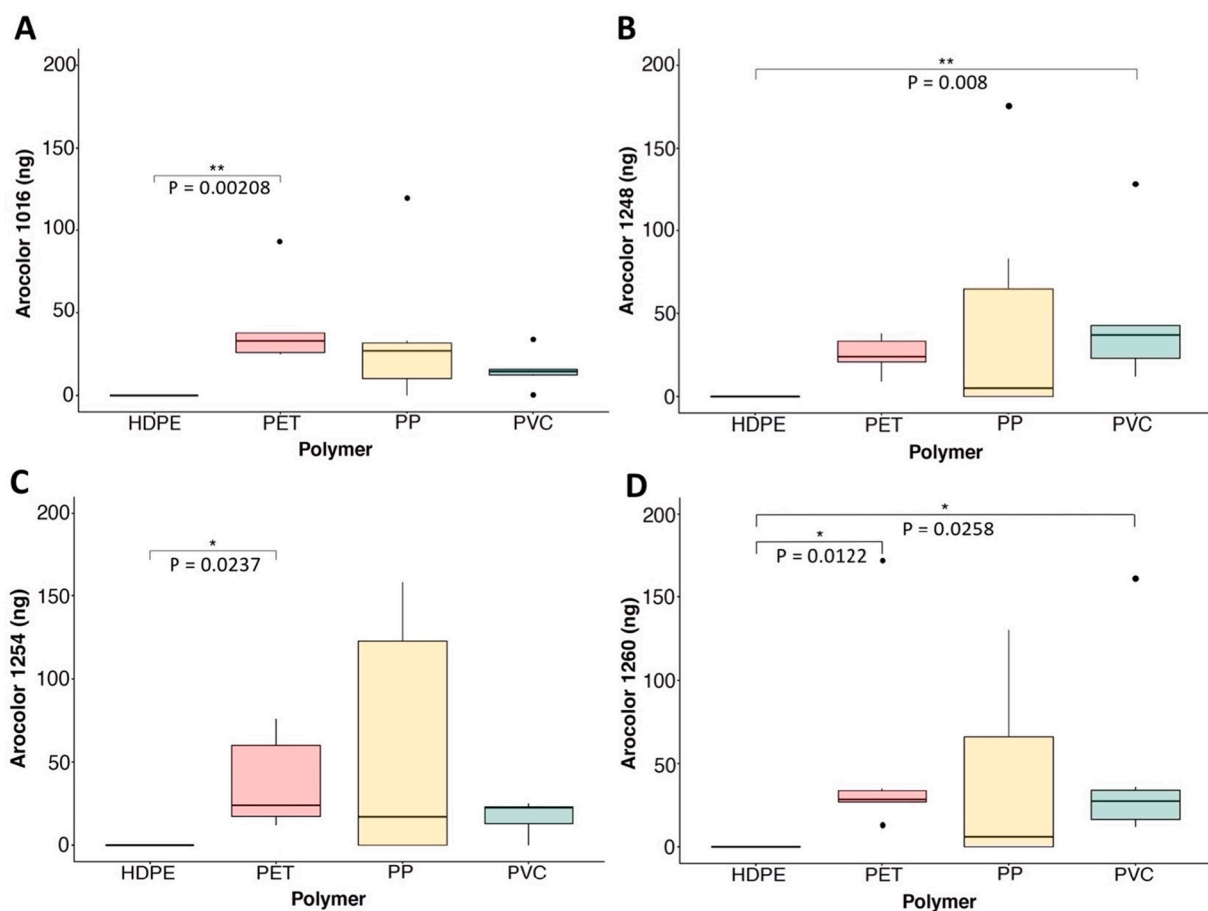 A
Arocolor 1016 (ng)
200
150
100
50
0
**
P = 0.00208
HDPE PET PP PVC
Polymer
B
Arocolor 1248 (ng)
200
150
100
50
0
**
P = 0.008
HDPE PET PP PVC
Polymer
C
Arocolor 1254 (ng)
200
150
100
50
0
*
P = 0.0237
HDPE PET PP PVC
Polymer
D
Arocolor 1260 (ng)
200
150
100
50
0
*
P = 0.0258
*
P = 0.0122
HDPE PET PP PVC
Polymer